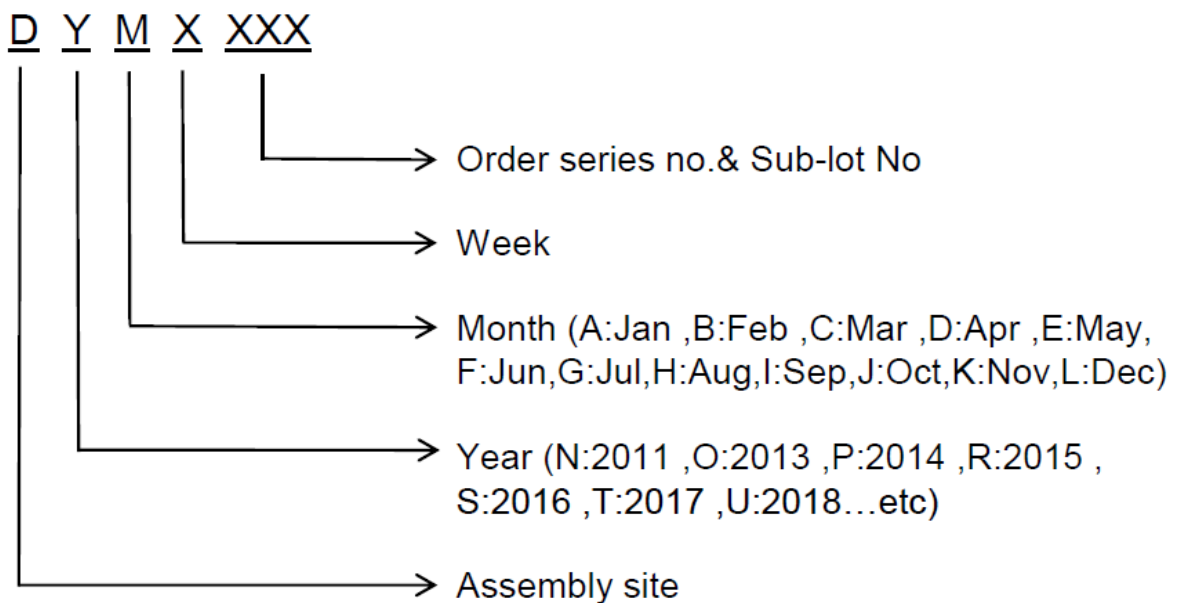 D Y M X XXX
Order series no.& Sub-lot No
Week
Month (A:Jan ,B:Feb ,C:Mar ,D:Apr ,E:May,
F:Jun,G:Jul,H:Aug,I:Sep,J:Oct,K:Nov,L:Dec)
Year (N:2011 ,O:2013 ,P:2014 ,R:2015 ,
S:2016 ,T:2017 ,U:2018...etc)
Assembly site